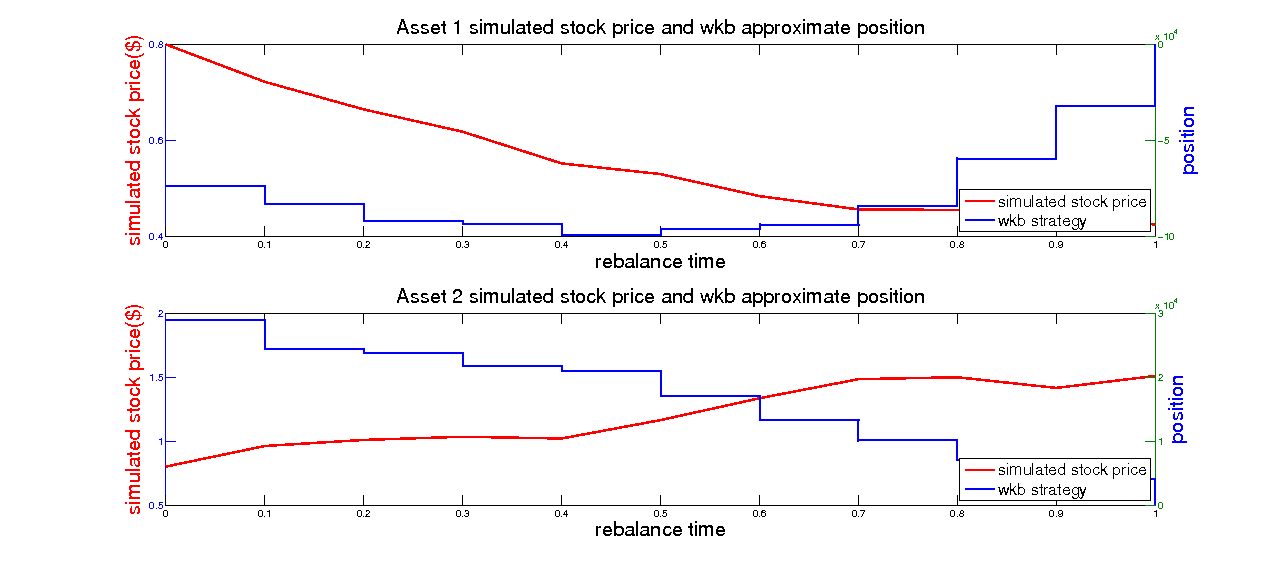 Asset 1 simulated stock price and wkb approximate position
x 10^4
0.8
0.6
0.4
simulated stock price($)
0
−5
−10
position
simulated stock price
wkb strategy
0 0.1 0.2 0.3 0.4 0.5 0.6 0.7 0.8 0.9 1
rebalance time
Asset 2 simulated stock price and wkb approximate position
x 10^4
2
1.5
1
0.5
simulated stock price($)
3
2
1
0
position
simulated stock price
wkb strategy
0 0.1 0.2 0.3 0.4 0.5 0.6 0.7 0.8 0.9 1
rebalance time